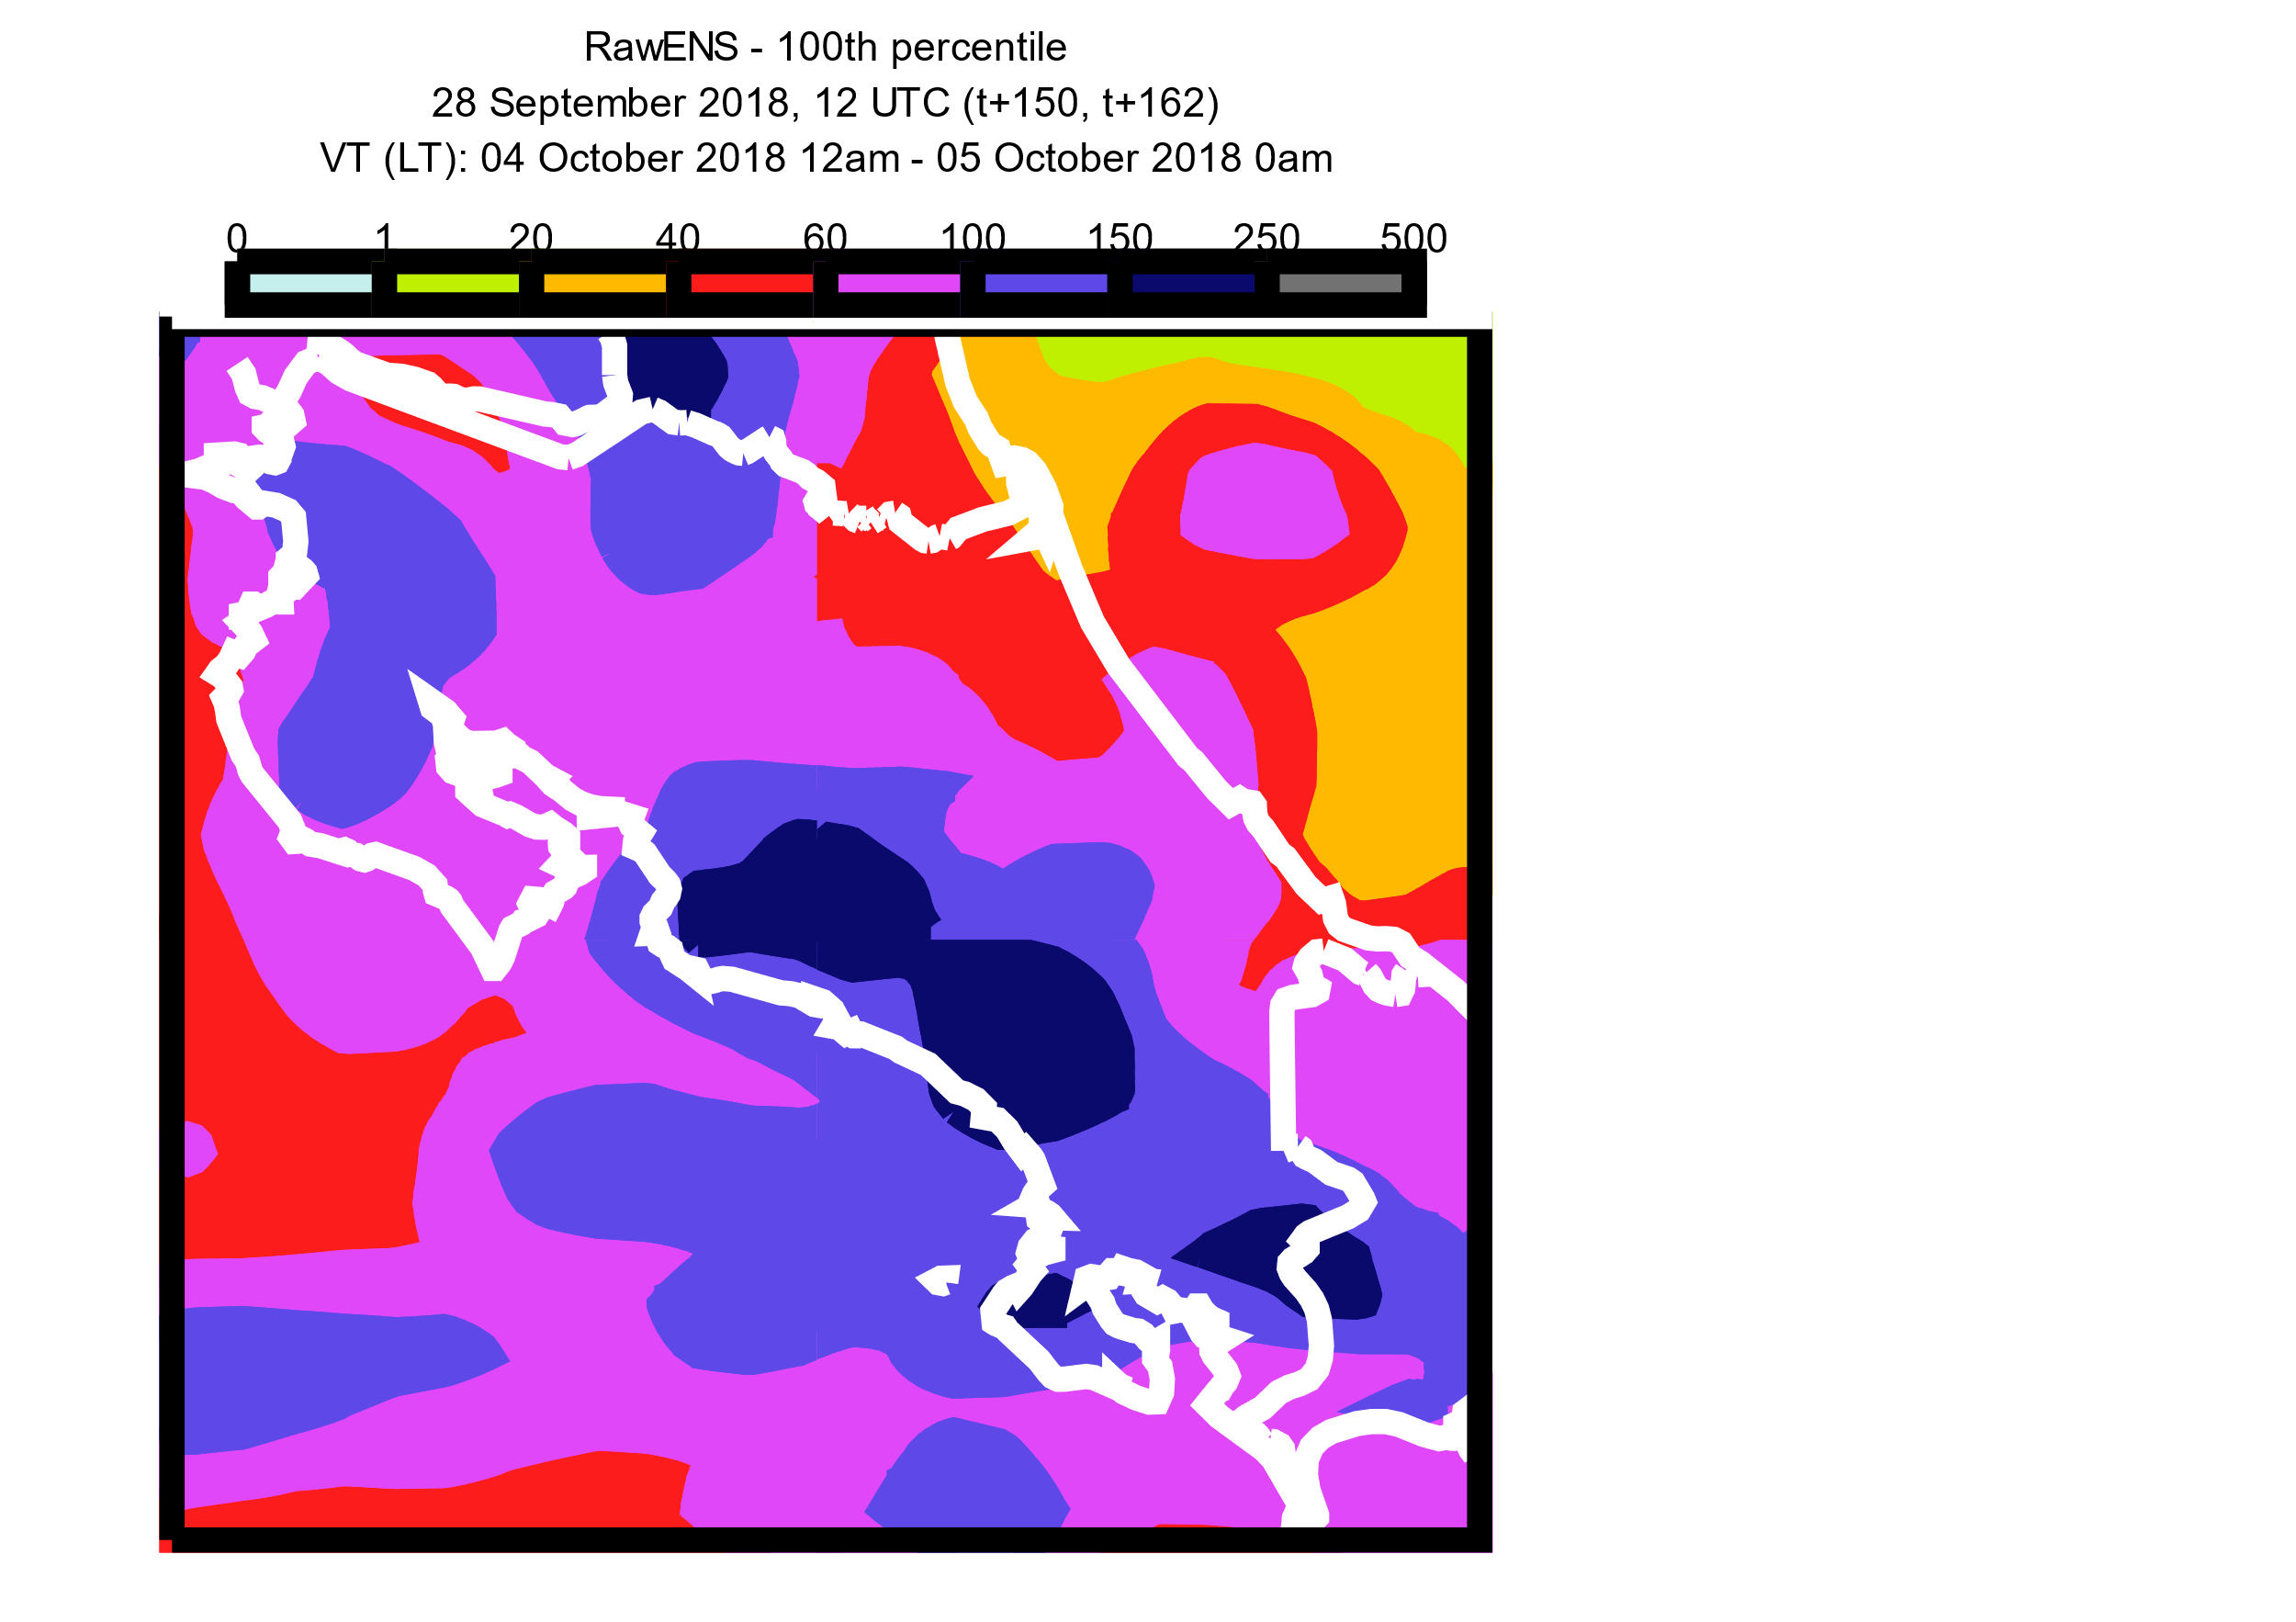 RawENS - 100th percentile
28 September 2018, 12 UTC (t+150, t+162)
VT (LT): 04 October 2018 12am - 05 October 2018 0am
0 1 20 40 60 100 150 250 500